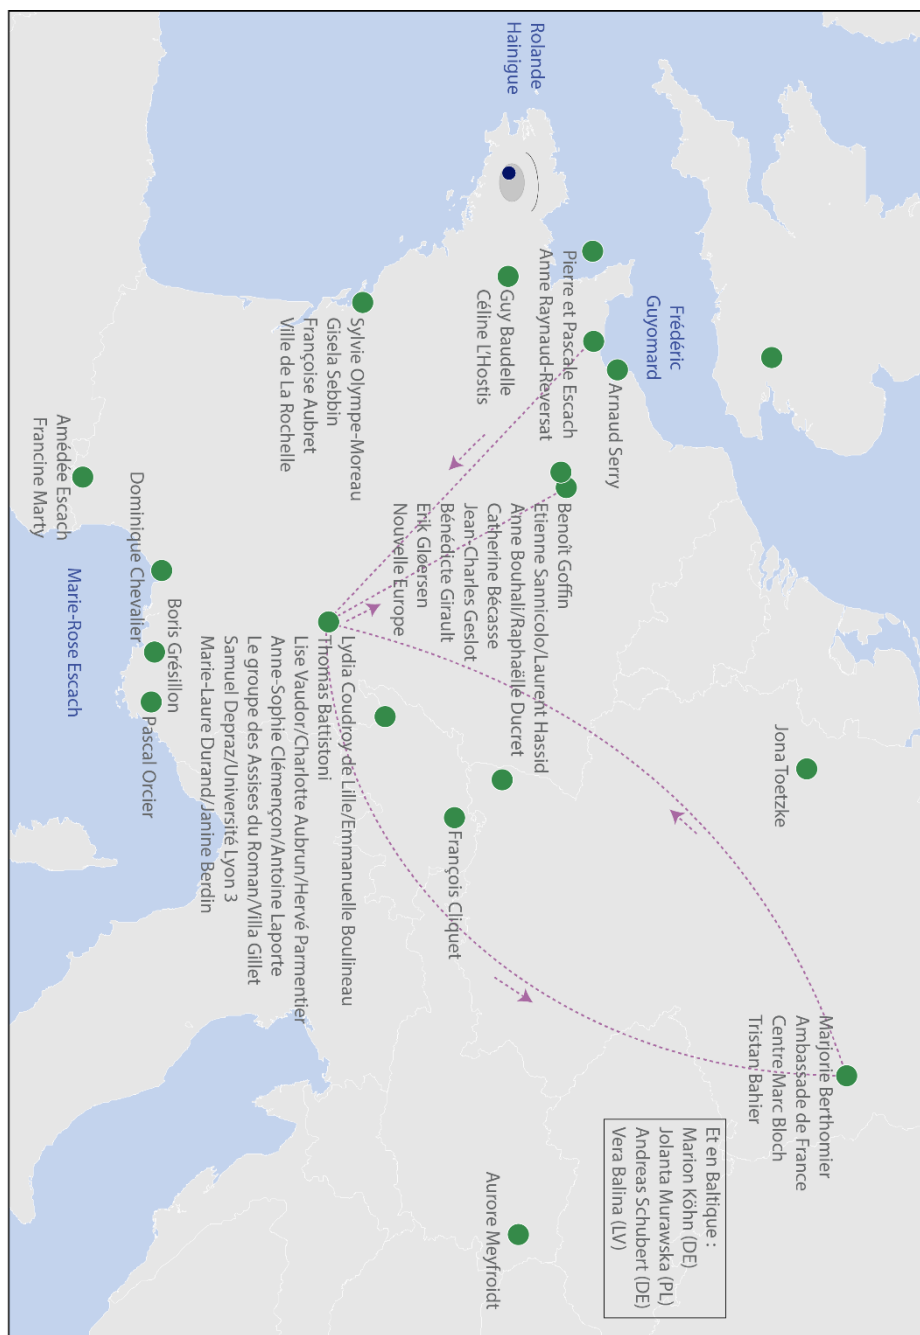 Rolande
Hainigue
Frédéric
Guyomard
Pierre et Pascale Escach
Anne Raynaud-Reversat
Arnaud Serry
Guy Baudelle
Céline L'Hostis
Sylvie Olympe-Moreau
Gisela Sebbin
Françoise Aubret
Ville de La Rochelle
Amédée Escach
Francine Marty
Benoît Goffin
Etienne Sannicolo/Laurent Hassid
Anne Bouhali/Raphaëlle Ducret
Catherine Bécasse
Jean-Charles Geslot
Bénédicte Girault
Erik Gløersen
Nouvelle Europe
Dominique Chevalier
Marie-Rose Escach
Boris Grésillon
Pascal Orcier
Lydia Coudroy de Lille/Emmanuelle Boulineau
Thomas Battistoni
Lise Vaudor/Charlotte Aubrun/Hervé Parmentier
Anne-Sophie Clémençon/Antoine Laporte
Le groupe des Assises du Roman/Villa Gillet
Samuel Depraz/Université Lyon 3
Marie-Laure Durand/Janine Berdin
Jona Toetzke
François Cliquet
Marjorie Berthomier
Ambassade de France
Centre Marc Bloch
Tristan Bahier
Et en Baltique :
Marion Köhn (DE)
Jolanta Murawska (PL)
Andreas Schubert (DE)
Vera Balina (LV)
Aurore Meyfroidt